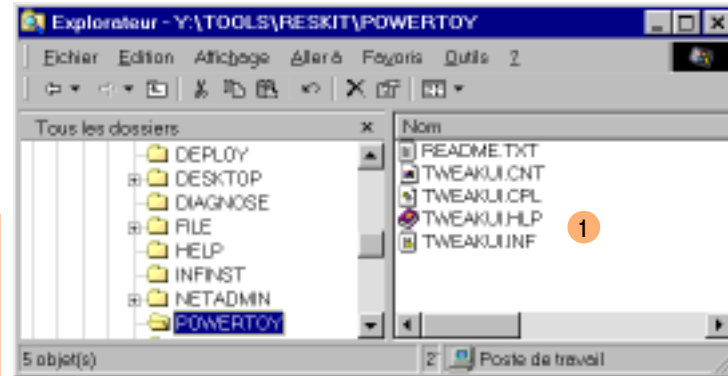 Explorateur - Y:\TOOLS\RESKIT\POWERTOY
Fichier Edition Affichage Aller à Favoris Outils ?
Tous les dossiers
DEPLOY
DESKTOP
DIAGNOSE
FILE
HELP
INFINST
NETADMIN
POWERTOY
Nom
README.TXT
TWEAKUI.CNT
TWEAKUI.CPL
TWEAKUI.HLP
TWEAKUI.INF
1
5 objet(s)
Poste de travail